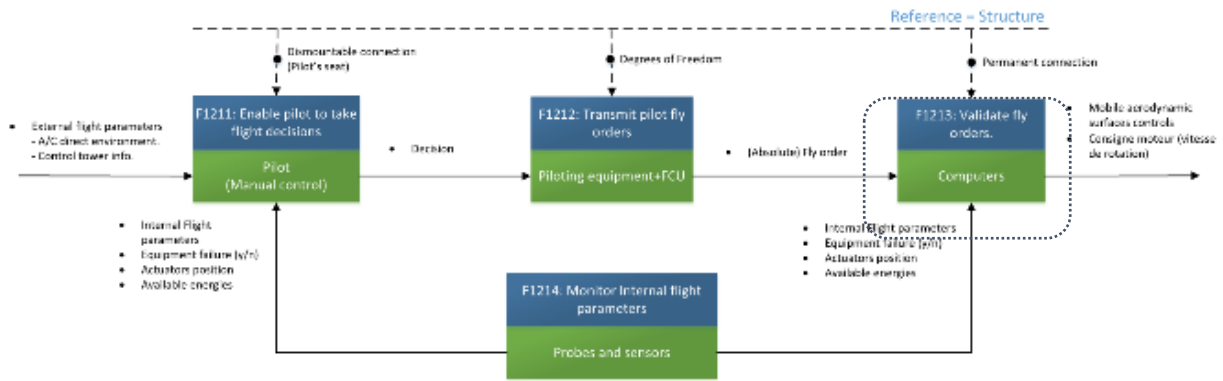 Reference – Structure
Dismountable connection
(Pilot's seat)
Degrees of Freedom
Permanent connection
F1211: Enable pilot to take
flight decisions
Pilot
(Manual control)
F1212: Transmit pilot fly
orders
Piloting equipment+FCU
F1213: Validate fly
orders.
Computers
• External flight parameters
- A/C direct environment.
- Control tower info.
• Decision
• (Absolute) Fly order
• Mobile aerodynamic
surfaces controls
• Consigne moteur (vitesse
de rotation)
• Internal Flight
parameters
• Equipment failure (y/n)
• Actuators position
• Available energies
• Internal Flight parameters
• Equipment failure (y/n)
• Actuators position
• Available energies
F1214: Monitor Internal flight
parameters
Probes and sensors